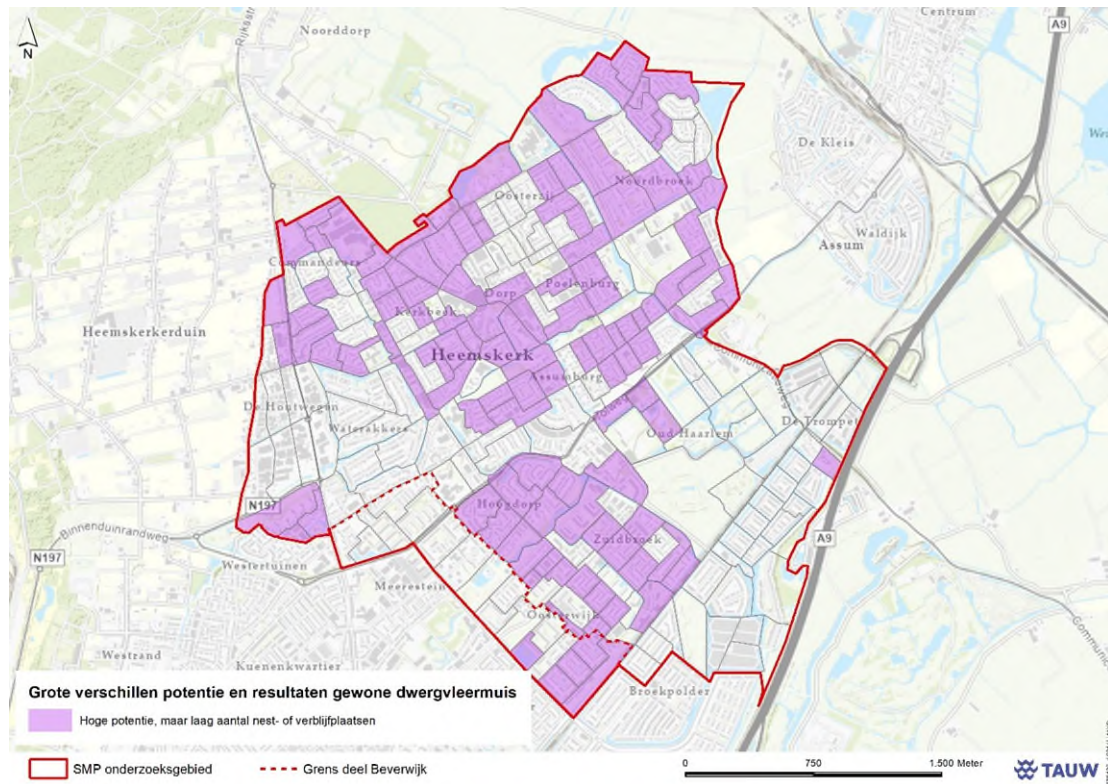 N
Rijksstr
Noorddorp
Centrum
A9
De Kleis
Noordbroek
Oosterzij
Waldijk
Assum
Commandeurs
Poelenburg
Dorp
Kerkbeek
Heemskerkerduin
Heemskerk
Assumburg
De Houtwegen
Waterakkers
Oud Haarlem
De Trompet
N197
Hoogdorp
Binnenduinrandweg
Zuidbroek
A9
N197
Westertuinen
Meerestein
Oosterwijk
Westrand
Kuenenkwartier
Broekpolder
Grote verschillen potentie en resultaten gewone dwergvleermuis
Hoge potentie, maar laag aantal nest- of verblijfplaatsen
SMP onderzoeksgebied
Grens deel Beverwijk
0 750 1.500 Meter
TAUW